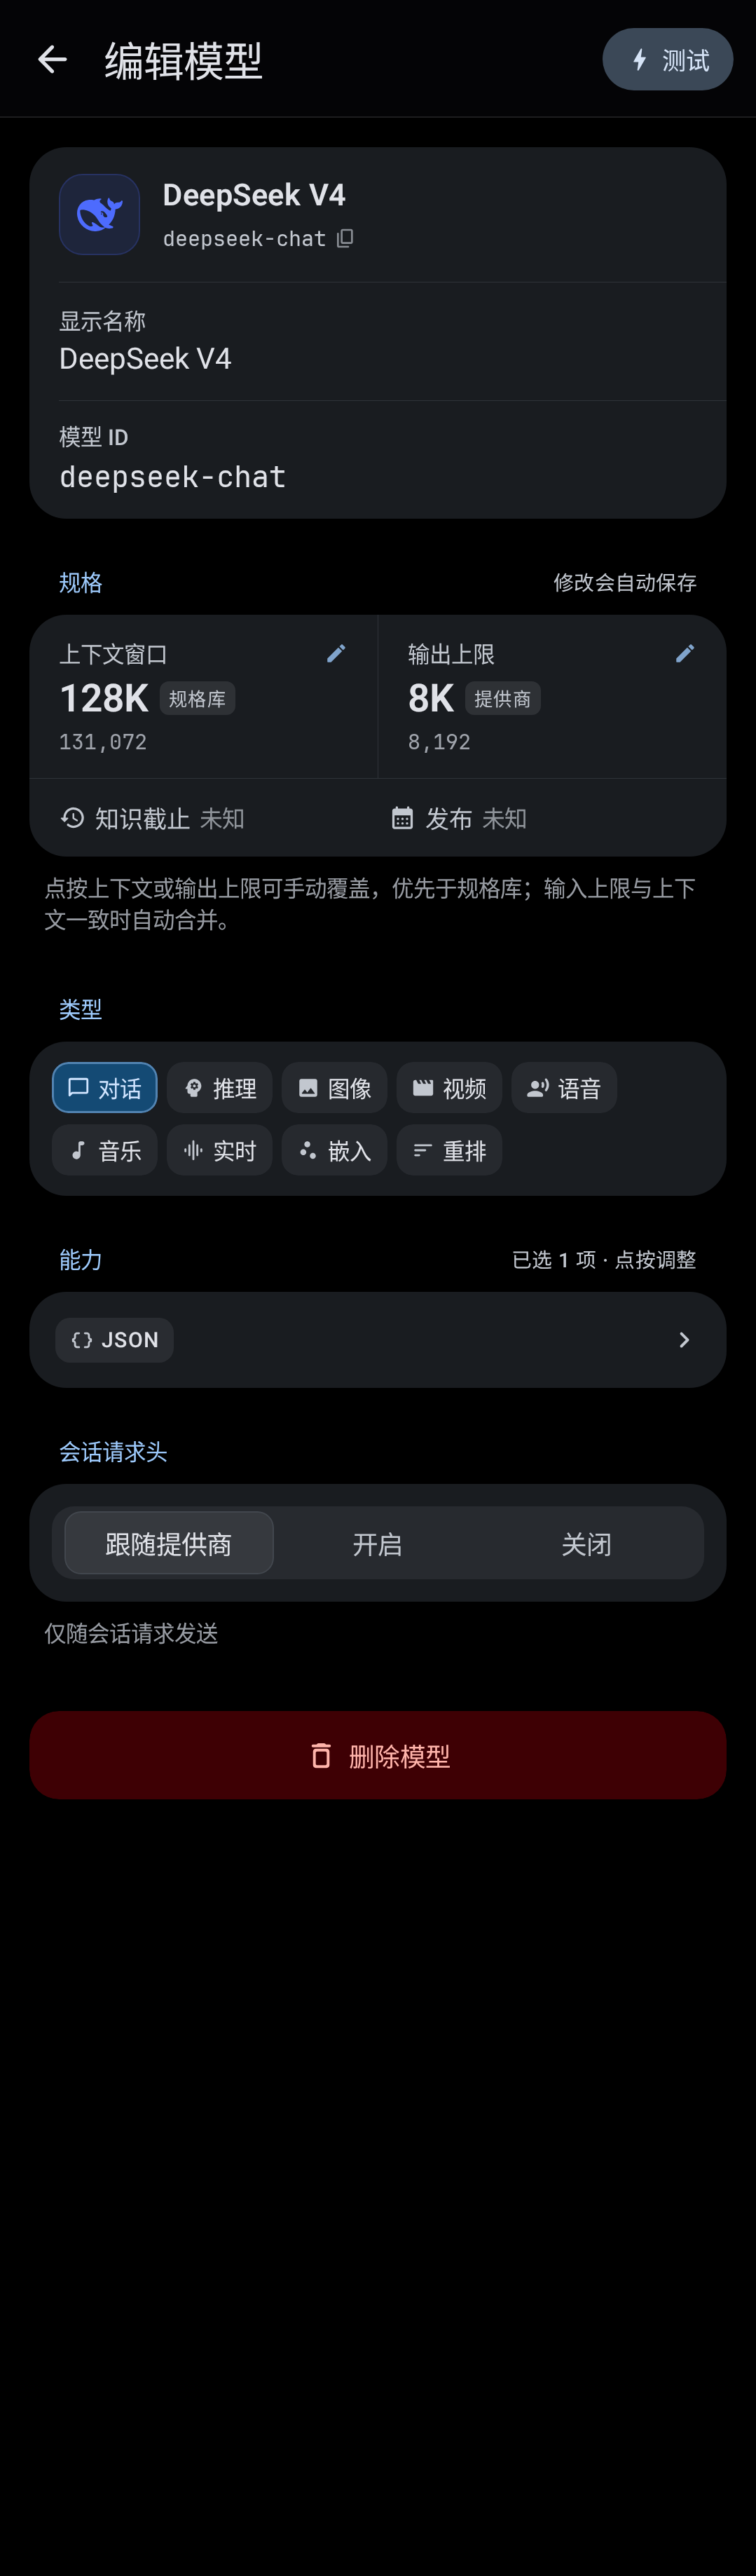 编辑模型
测试
DeepSeek V4
deepseek-chat
显示名称
DeepSeek V4
模型 ID
deepseek-chat
规格
修改会自动保存
上下文窗口
128K 规格库
131,072
输出上限
8K 提供商
8,192
知识截止 未知
发布 未知
点按上下文或输出上限可手动覆盖，优先于规格库；输入上限与上下
文一致时自动合并。
类型
对话 推理 图像 视频 语音
音乐 实时 嵌入 重排
能力
已选 1 项 · 点按调整
{} JSON
会话请求头
跟随提供商 开启 关闭
仅随会话请求发送
删除模型